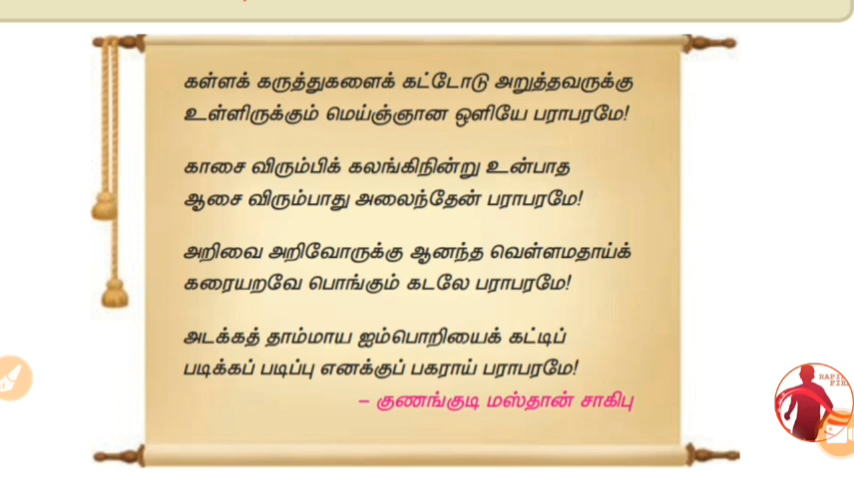 கள்ளக் கருத்துகளைக் கட்டோடு அறுத்தவருக்கு
உள்ளிருக்கும் மெய்ஞ்ஞான ஒளியே பராபரமே!
காசை விரும்பிக் கலங்கிநின்று உன்பாத
ஆசை விரும்பாது அலைந்தேன் பராபரமே!
அறிவை அறிவோருக்கு ஆனந்த வெள்ளமதாய்க்
கரையறவே பொங்கும் கடலே பராபரமே!
அடக்கத் தாம்மாய ஐம்பொறியைக் கட்டிப்
படிக்கப் படிப்பு எனக்குப் பகராய் பராபரமே!
– குணங்குடி மஸ்தான் சாகிபு